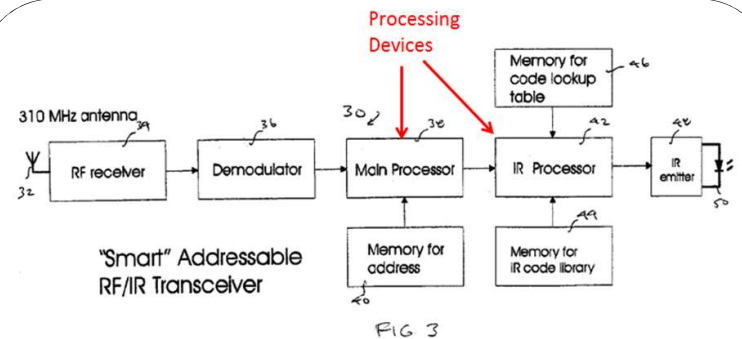 Processing
Devices
310 MHz antenna
32
34
RF receiver
36
Demodulator
30
38
Main Processor
Memory for
code lookup
table
46
42
IR Processor
48
IR
emitter
50
Memory for
address
40
44
Memory for
IR code library
"Smart" Addressable
RF/IR Transceiver
FIG 3